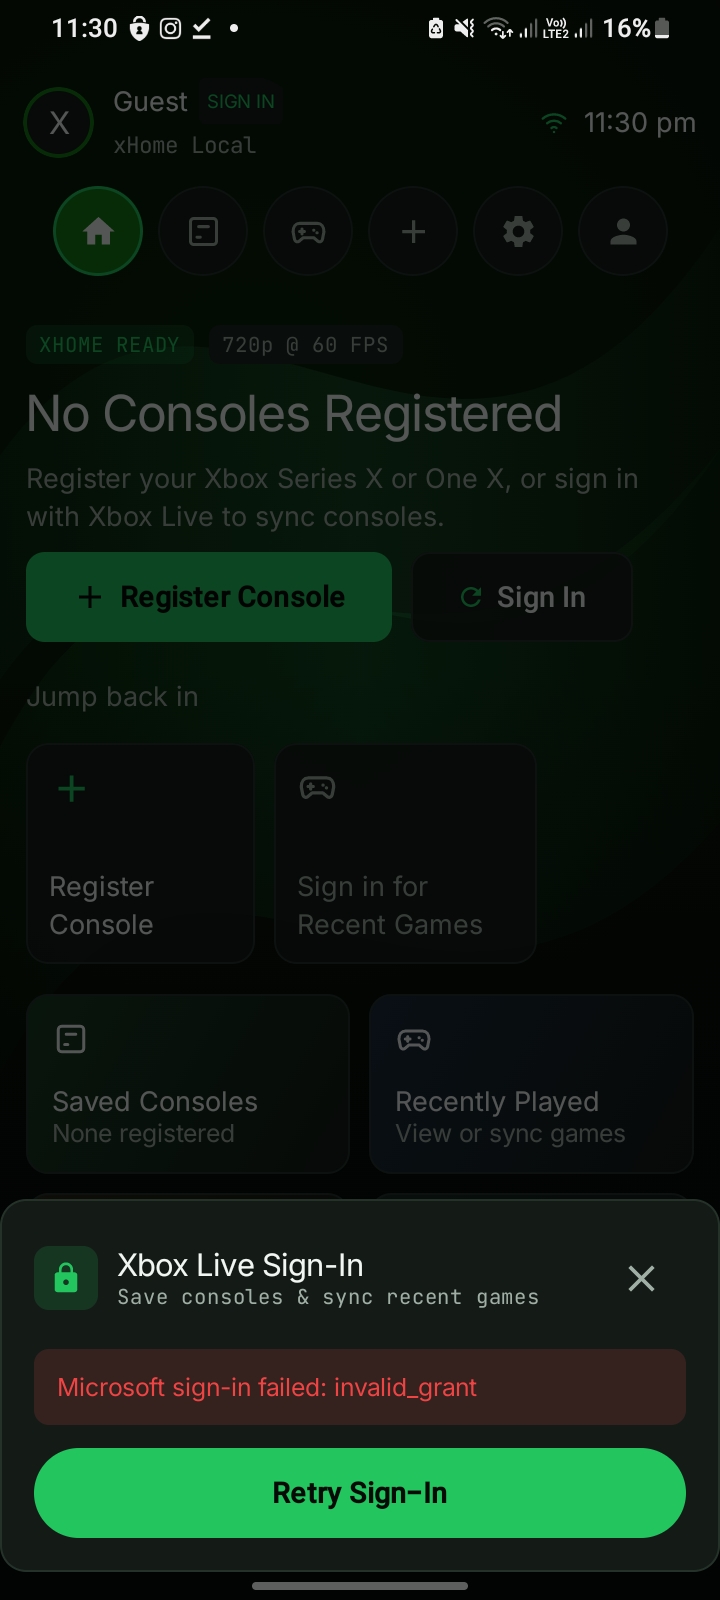 11:30
Vo))
LTE2
16%
X
Guest
SIGN IN
xHome Local
11:30 pm
XHOME READY
720p @ 60 FPS
No Consoles Registered
Register your Xbox Series X or One X, or sign in
with Xbox Live to sync consoles.
Register Console
Sign In
Jump back in
Register
Console
Sign in for
Recent Games
Saved Consoles
None registered
Recently Played
View or sync games
Xbox Live Sign-In
Save consoles & sync recent games
Microsoft sign-in failed: invalid_grant
Retry Sign-In